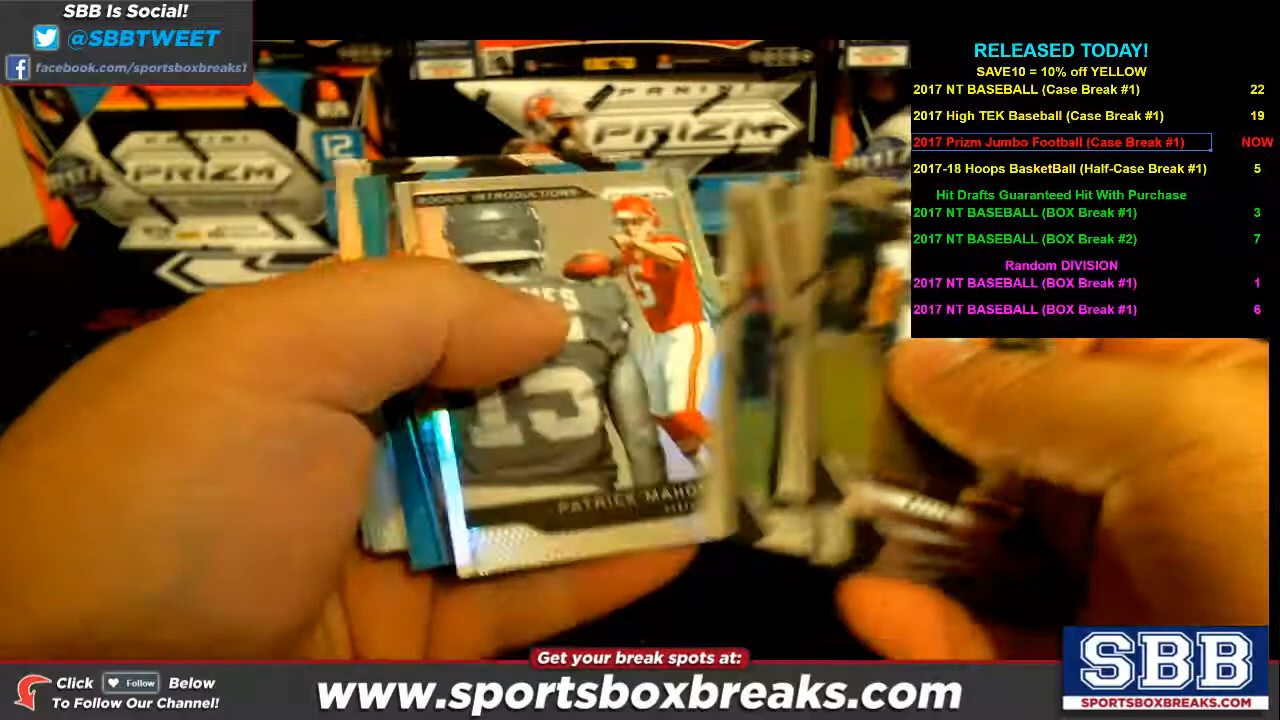 SBB Is Social!
@SBBTWEET
facebook.com/sportsboxbreaks1
RELEASED TODAY!
SAVE10 = 10% off YELLOW
2017 NT BASEBALL (Case Break #1) 22
2017 High TEK Baseball (Case Break #1) 19
2017 Prizm Jumbo Football (Case Break #1) NOW
2017-18 Hoops BasketBall (Half-Case Break #1) 5
Hit Drafts Guaranteed Hit With Purchase
2017 NT BASEBALL (BOX Break #1) 3
2017 NT BASEBALL (BOX Break #2) 7
Random DIVISION
2017 NT BASEBALL (BOX Break #1) 1
2017 NT BASEBALL (BOX Break #1) 6
PANINI
PRIZM
PRIZM
12
ROOKIE INTRODUCTIONS
15
15
PATRICK MAHO
Get your break spots at:
Click Follow Below
To Follow Our Channel!
www.sportsboxbreaks.com
SBB
SPORTSBOXBREAKS.COM